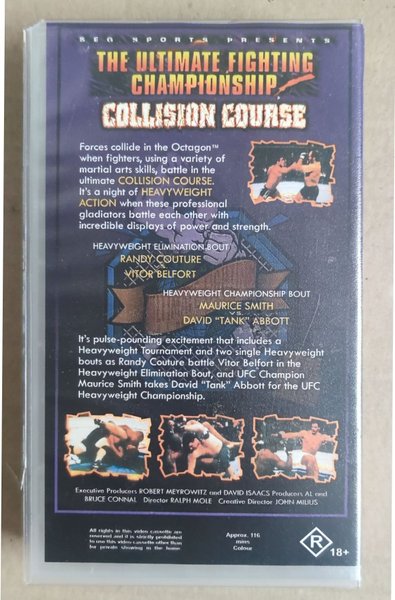 SEG SPORTS PRESENTS
THE ULTIMATE FIGHTING
CHAMPIONSHIP
COLLISION COURSE
Forces collide in the Octagon™
when fighters, using a variety of
martial arts skills, battle in the
ultimate COLLISION COURSE.
It's a night of HEAVYWEIGHT
ACTION when these professional
gladiators battle each other with
incredible displays of power and strength.
HEAVYWEIGHT ELIMINATION BOUT
RANDY COUTURE
VITOR BELFORT
HEAVYWEIGHT CHAMPIONSHIP BOUT
MAURICE SMITH
DAVID "TANK" ABBOTT
It's pulse-pounding excitement that includes a
Heavyweight Tournament and two single Heavyweight
bouts as Randy Couture battle Vitor Belfort in the
Heavyweight Elimination Bout, and UFC Champion
Maurice Smith takes David "Tank" Abbott for the UFC
Heavyweight Championship.
Executive Producers ROBERT MEYROWITZ and DAVID ISAACS Producers AL and
BRUCE CONNAL Director RALPH MOLE Creative Director JOHN MILIUS
All rights in this video cassette are
reserved and it is strictly prohibited
to use this video cassette other than
for private showing in the home
Approx. 116
mins
Colour
R
18+